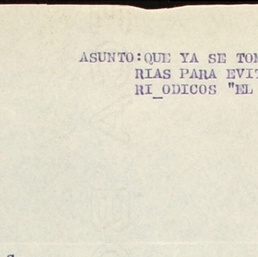 ASUNTO:QUE YA SE TOM
RIAS PARA EVIT
RI_ODICOS "EL